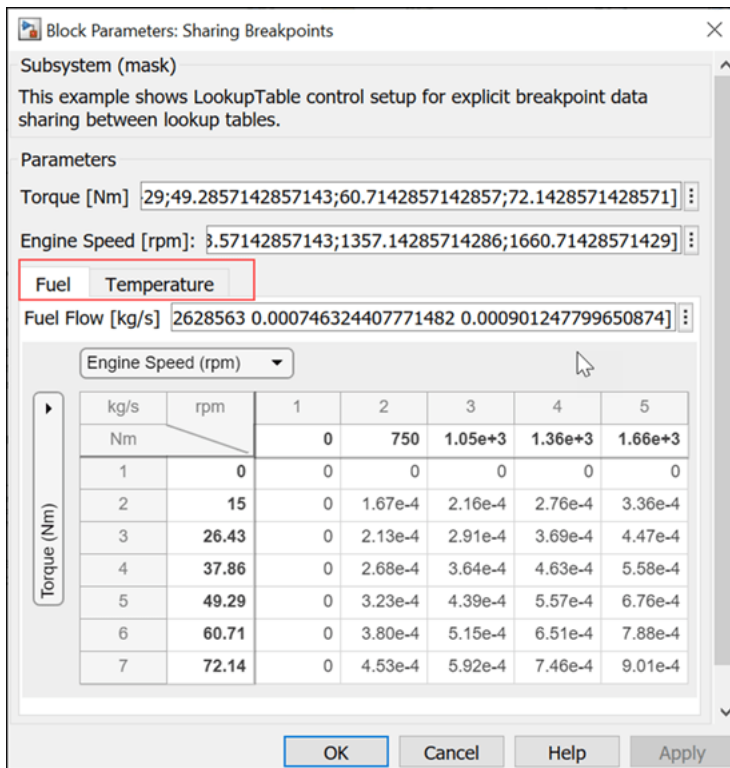 Block Parameters: Sharing Breakpoints
Subsystem (mask)
This example shows LookupTable control setup for explicit breakpoint data
sharing between lookup tables.
Parameters
Torque [Nm] 29;49.2857142857143;60.7142857142857;72.1428571428571]
Engine Speed [rpm]: 3.57142857143;1357.14285714286;1660.71428571429]
Fuel Temperature
Fuel Flow [kg/s] 2628563 0.000746324407771482 0.000901247799650874]
Engine Speed (rpm)
Torque (Nm)
kg/s rpm 1 2 3 4 5
Nm 0 750 1.05e+3 1.36e+3 1.66e+3
1 0 0 0 0 0 0
2 15 0 1.67e-4 2.16e-4 2.76e-4 3.36e-4
3 26.43 0 2.13e-4 2.91e-4 3.69e-4 4.47e-4
4 37.86 0 2.68e-4 3.64e-4 4.63e-4 5.58e-4
5 49.29 0 3.23e-4 4.39e-4 5.57e-4 6.76e-4
6 60.71 0 3.80e-4 5.15e-4 6.51e-4 7.88e-4
7 72.14 0 4.53e-4 5.92e-4 7.46e-4 9.01e-4
OK Cancel Help Apply